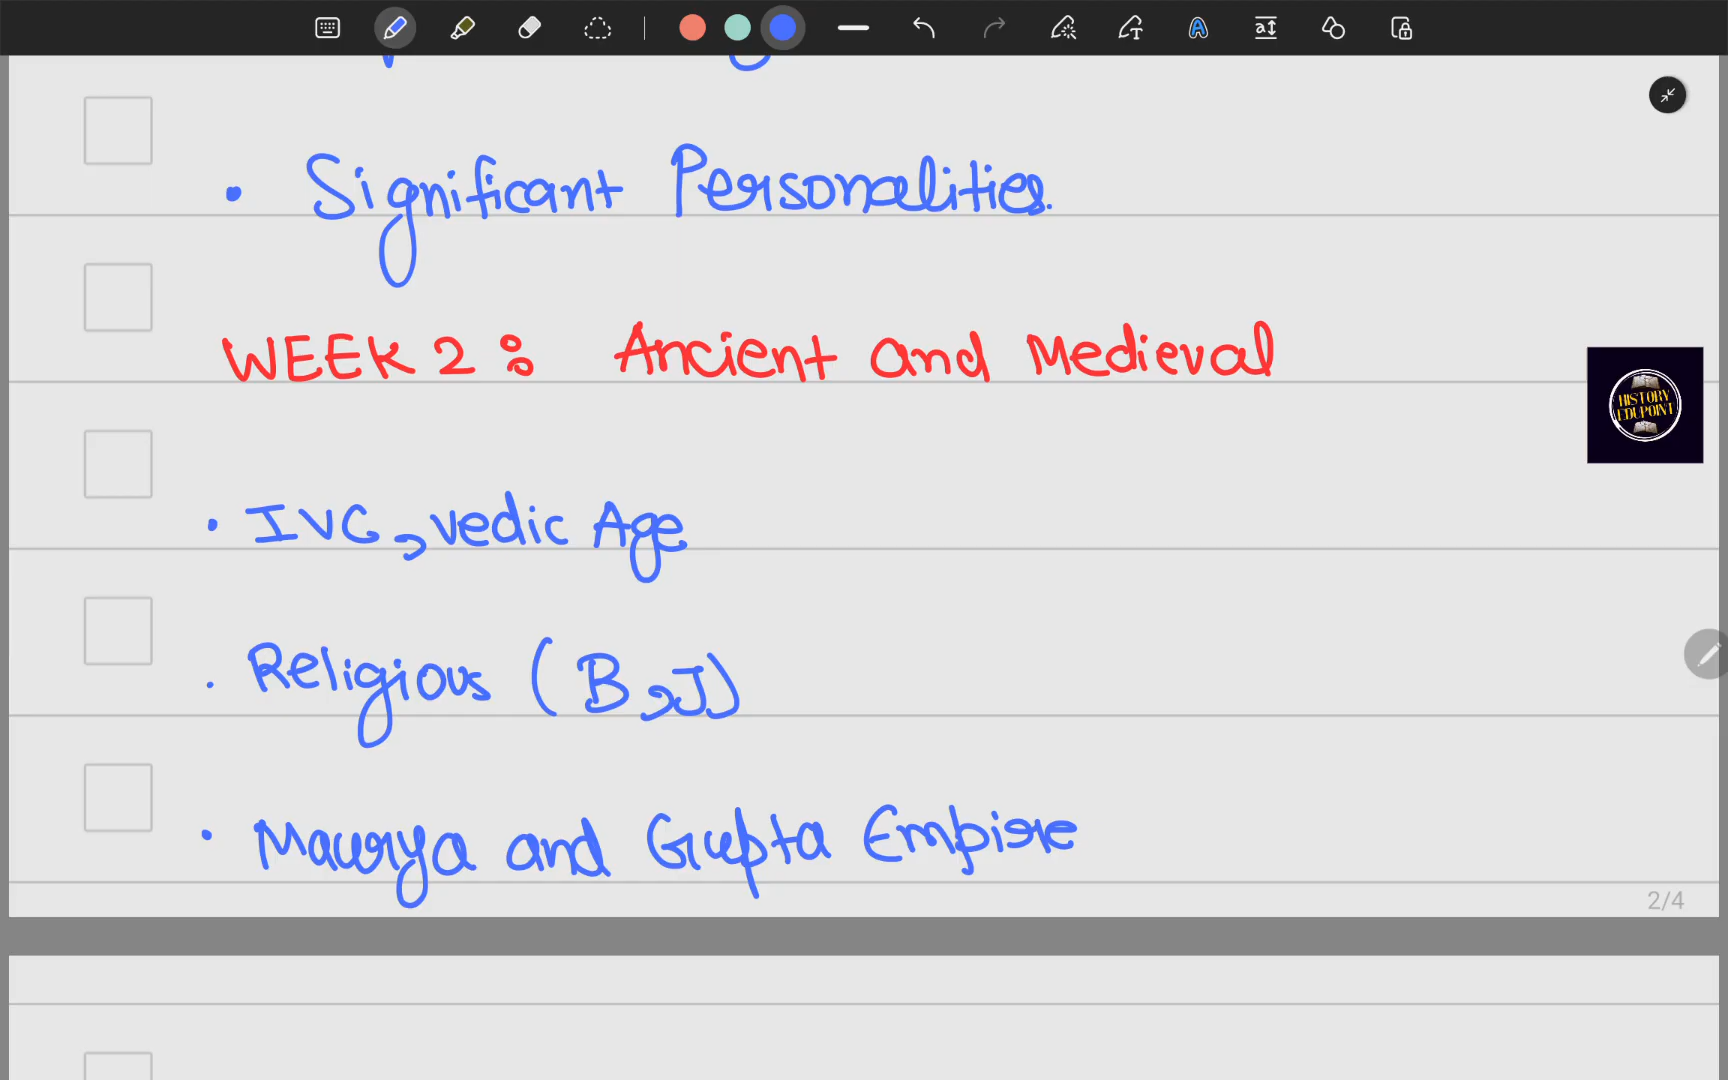 • Significant Personalities.
WEEK 2 : Ancient and Medieval
HISTORY
EDUPOINT
• IVC, Vedic Age
• Religious (B,J)
• Maurya and Gupta Empire
2/4